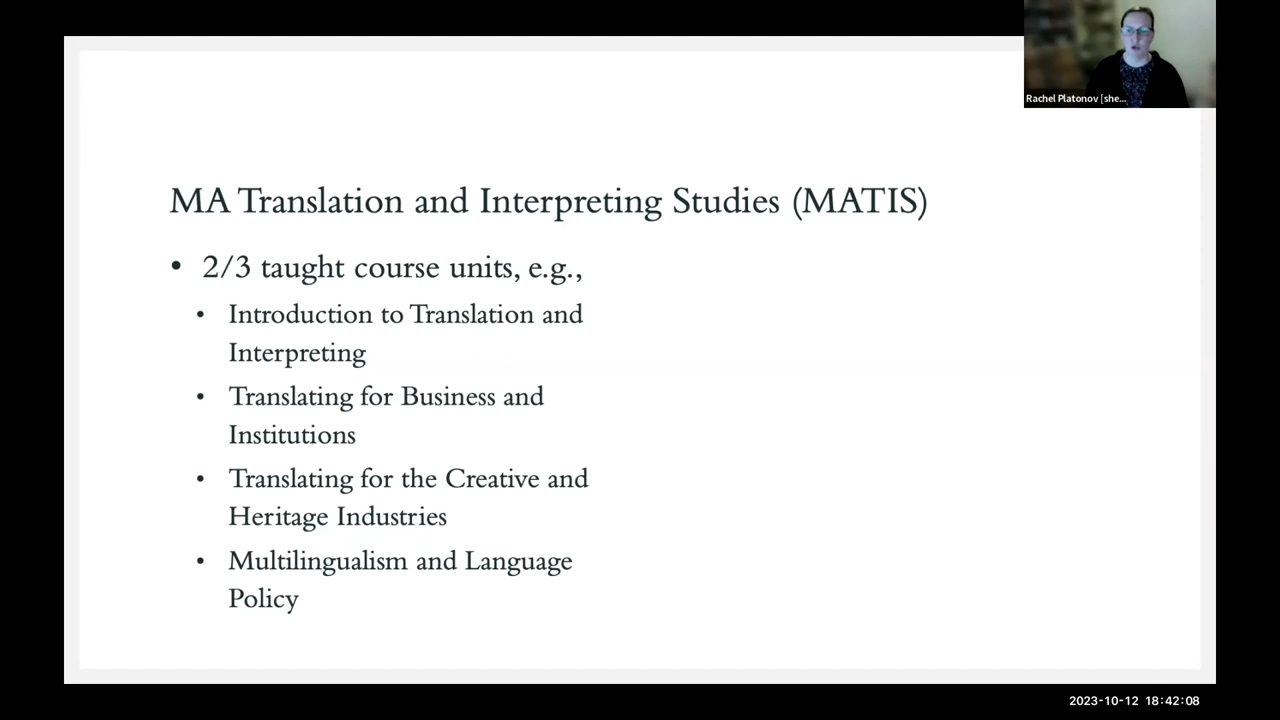 Rachel Platonov [she...
MA Translation and Interpreting Studies (MATIS)
• 2/3 taught course units, e.g.,
• Introduction to Translation and
Interpreting
• Translating for Business and
Institutions
• Translating for the Creative and
Heritage Industries
• Multilingualism and Language
Policy
2023-10-12 18:42:08